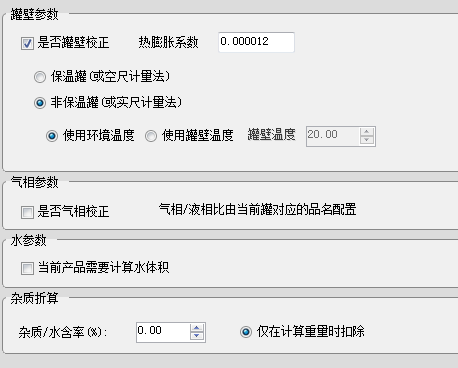 罐壁参数
是否罐壁校正 热膨胀系数 0.000012
保温罐(或空尺计量法)
非保温罐(或实尺计量法)
使用环境温度 使用罐壁温度 罐壁温度 20.00
气相参数
是否气相校正 气相/液相比由当前罐对应的品名配置
水参数
当前产品需要计算水体积
杂质折算
杂质/水含率(%): 0.00 仅在计算重量时扣除